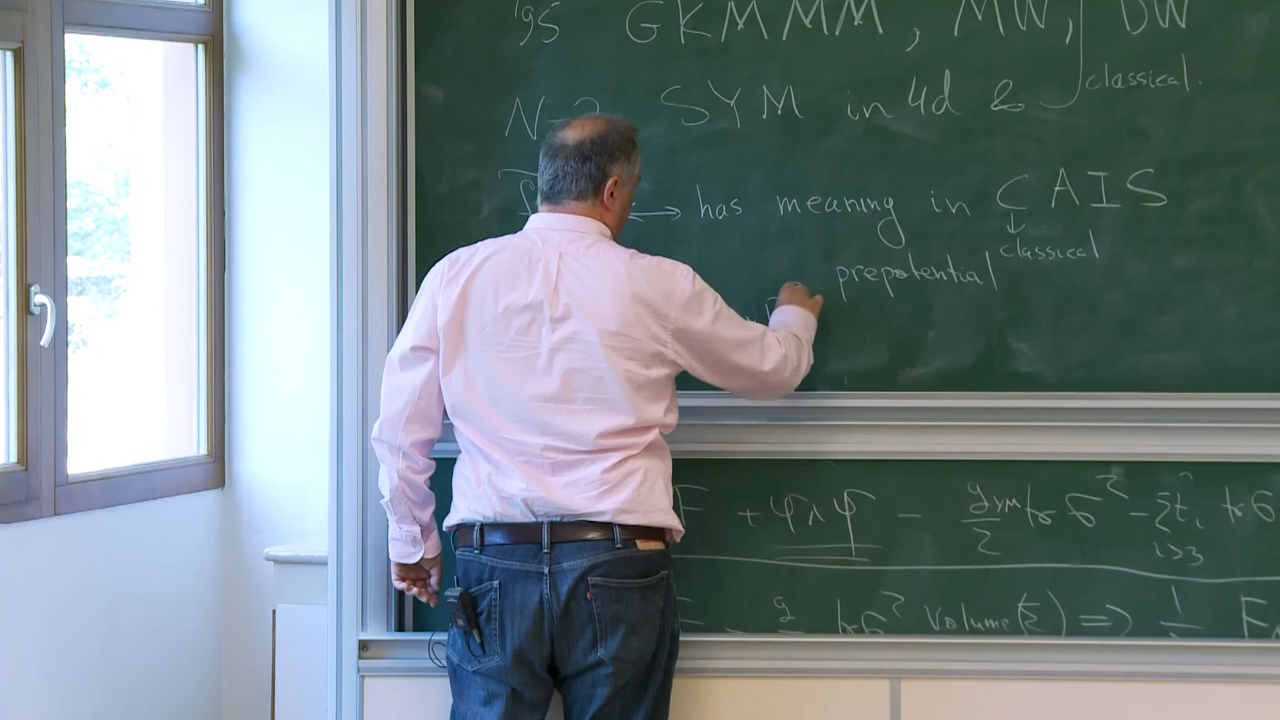 '95 GKMMM, MW, DW
N=2 SYM in 4d & classical.
⟷ has meaning in CAIS
↓
classical
prepotential
F + φ∧φ - g_YM/2 tr σ² - Σ t̂ᵢ tr σ
i>3
g tr σ² Volume(Σ) ⇒ 1